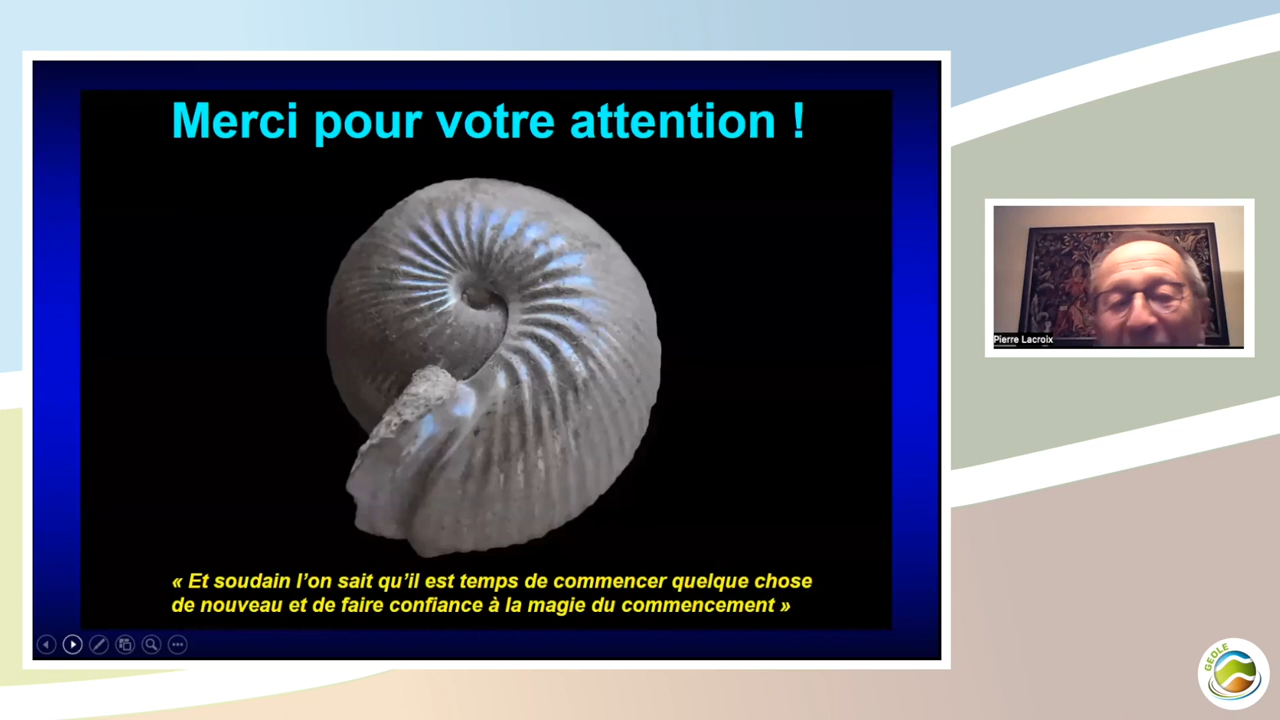 Merci pour votre attention !
« Et soudain l’on sait qu’il est temps de commencer quelque chose
de nouveau et de faire confiance à la magie du commencement »
Pierre Lacroix
GEOLE